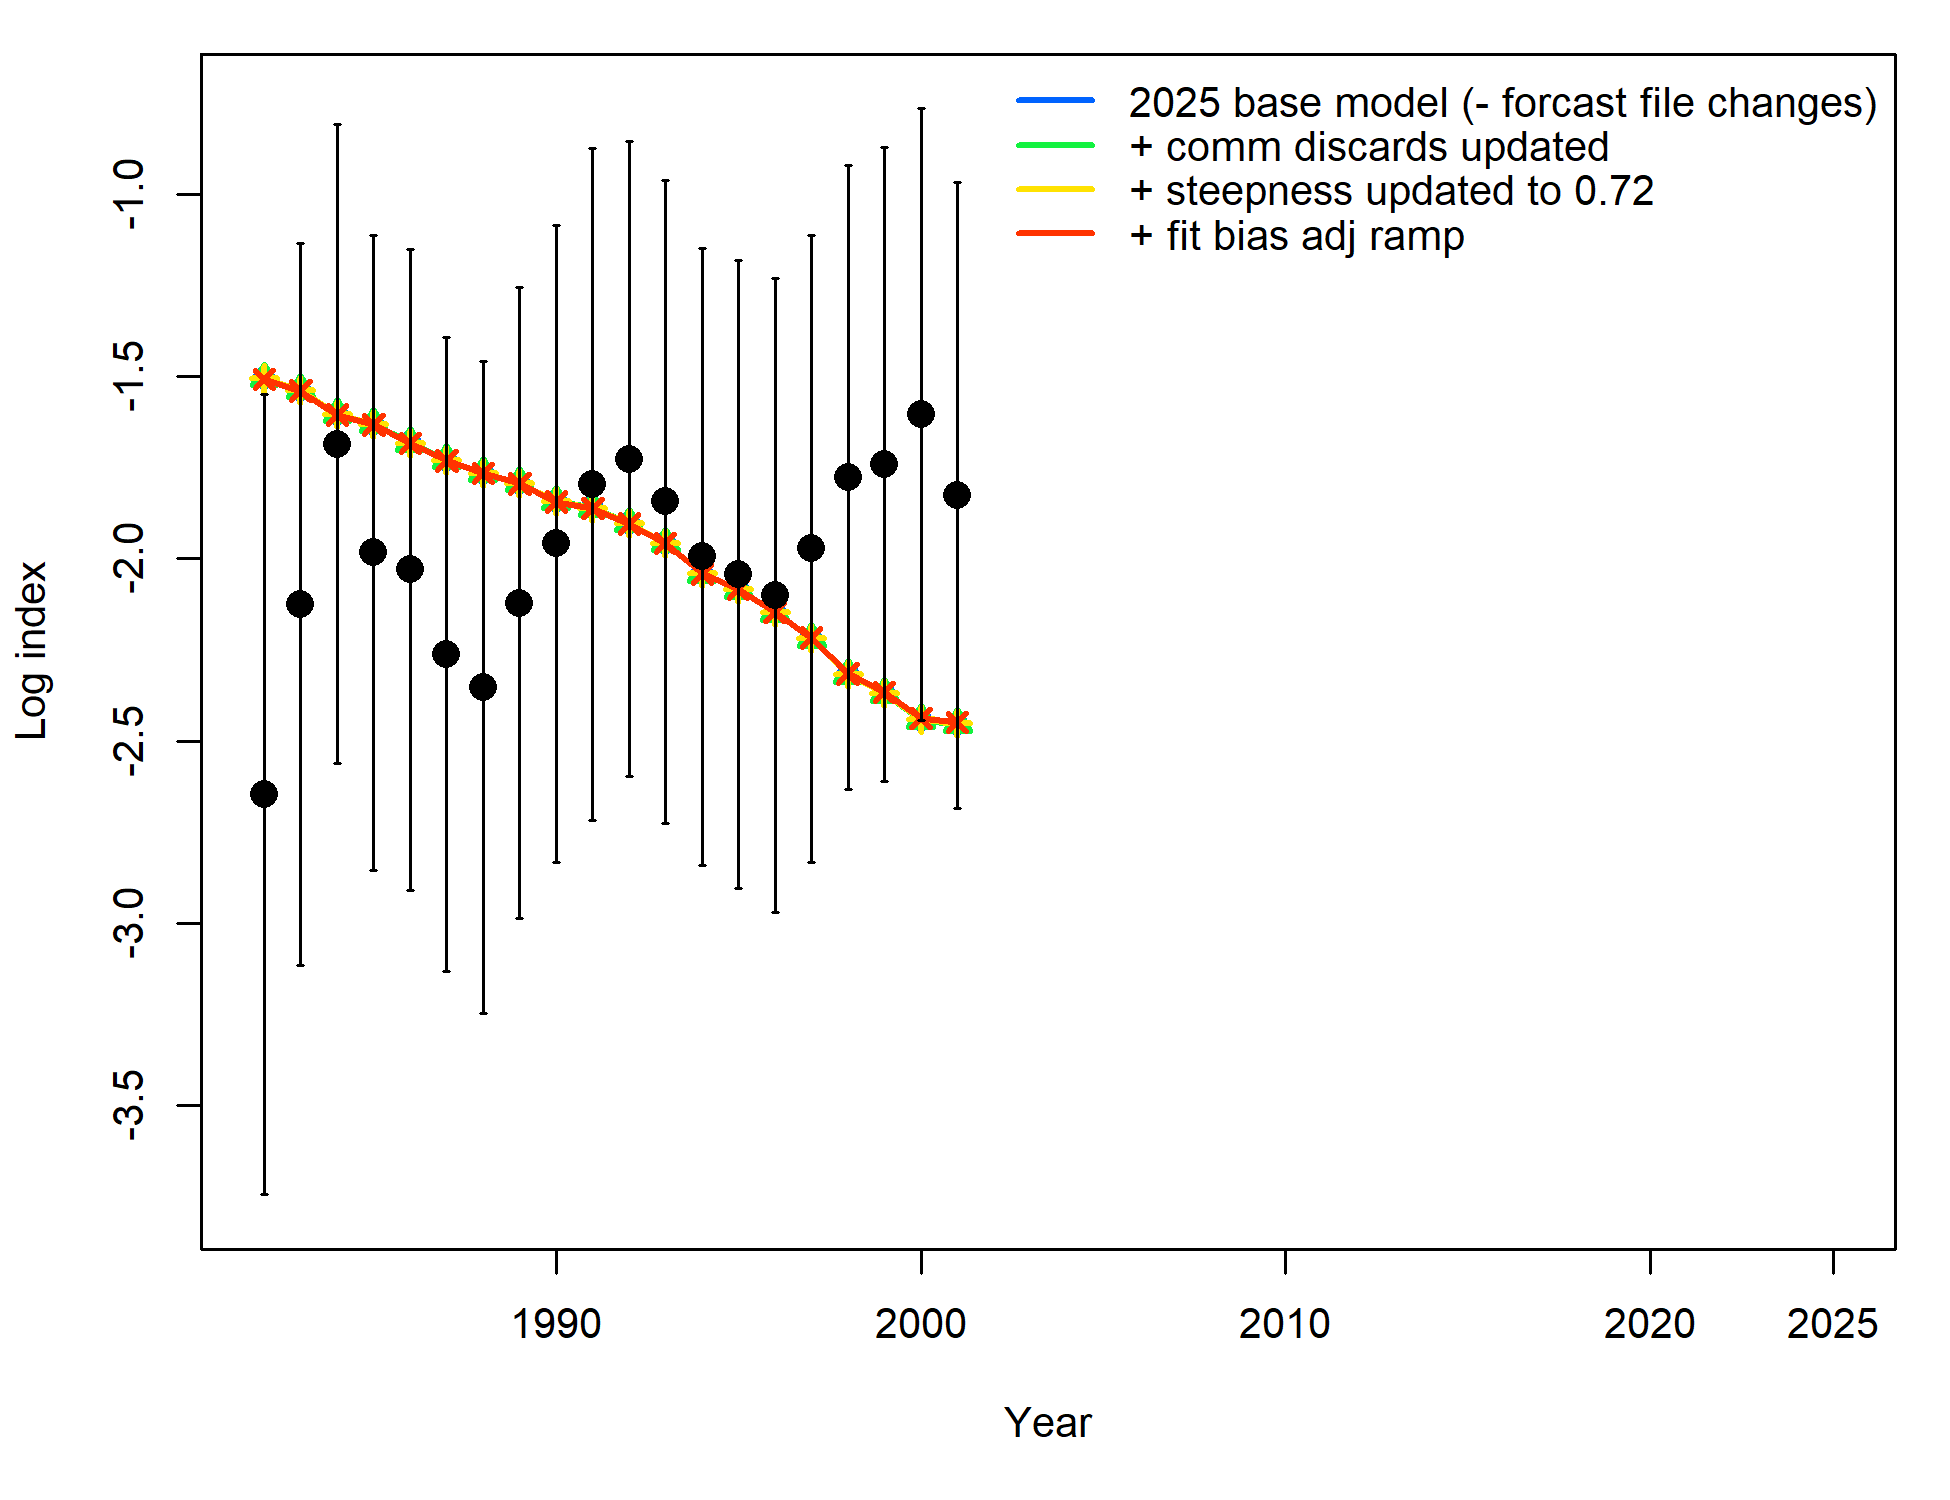 2025 base model (- forcast file changes)
+ comm discards updated
+ steepness updated to 0.72
+ fit bias adj ramp
Log index
-1.0
-1.5
-2.0
-2.5
-3.0
-3.5
1990 2000 2010 2020 2025
Year